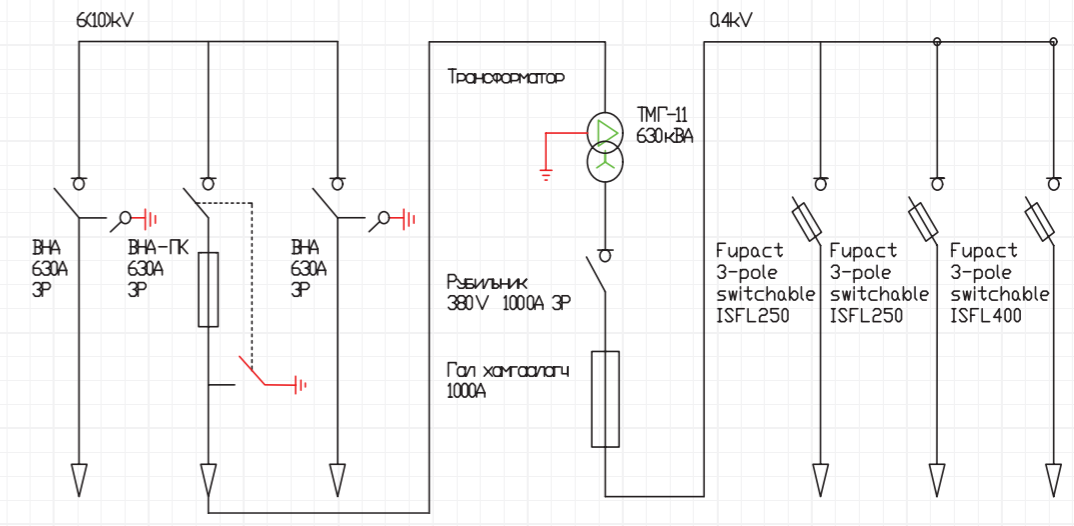 6(10)kV
0.4kV
Трансформатор
ТМГ-11
630кВА
ВНА
630А
3Р
ВНА-ПК
630А
3Р
ВНА
630А
3Р
Рубильник
380V 1000А 3Р
Гал хамгаалагч
1000А
Fupact
3-pole
switchable
ISFL250
Fupact
3-pole
switchable
ISFL250
Fupact
3-pole
switchable
ISFL400